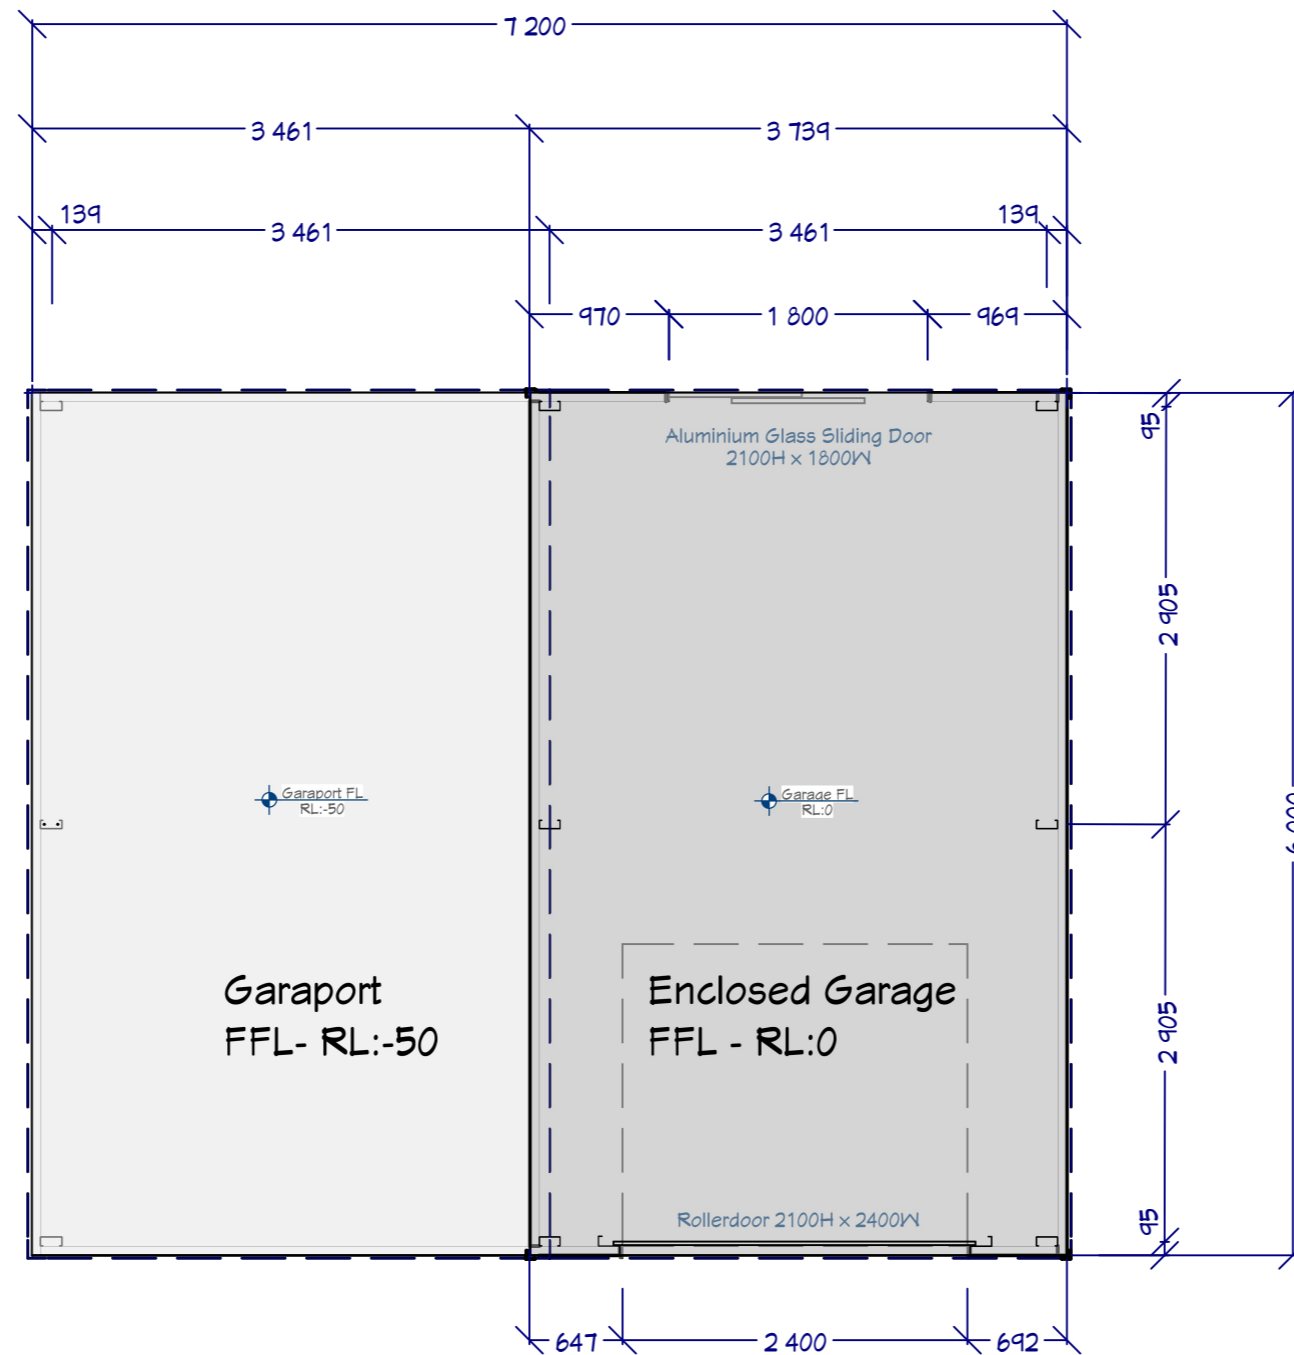 7 200
3 461
3 739
139
3 461
3 461
139
970
1 800
969
95
Aluminium Glass Sliding Door
2100H x 1800W
2 905
Garaport FL
RL:-50
Garage FL
RL:0
Garaport
FFL- RL:-50
Enclosed Garage
FFL - RL:0
2 905
Rollerdoor 2100H x 2400W
95
647
2 400
692